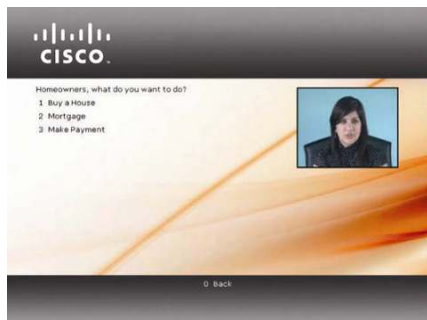 CISCO.
Homeowners, what do you want to do?
1 Buy a House
2 Mortgage
3 Make Payment
0 Back